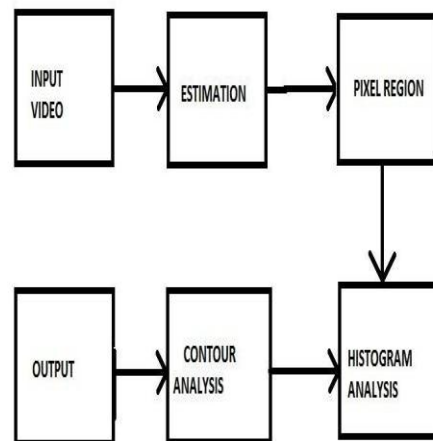 INPUT
VIDEO
ESTIMATION
PIXEL REGION
OUTPUT
CONTOUR
ANALYSIS
HISTOGRAM
ANALYSIS